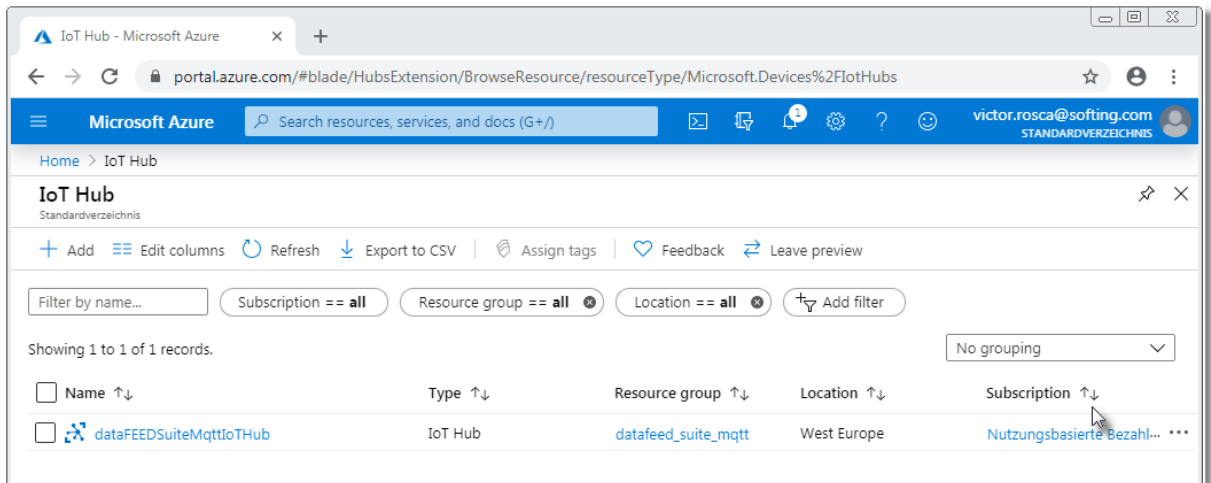 IoT Hub - Microsoft Azure
portal.azure.com/#blade/HubsExtension/BrowseResource/resourceType/Microsoft.Devices%2FIotHubs
Microsoft Azure Search resources, services, and docs (G+/) 1 victor.rosca@softing.com
STANDARDVERZEICHNIS
Home > IoT Hub
IoT Hub
Standardverzeichnis
Add Edit columns Refresh Export to CSV Assign tags Feedback Leave preview
Filter by name... Subscription == all Resource group == all Location == all Add filter
Showing 1 to 1 of 1 records. No grouping
Name Type Resource group Location Subscription
dataFEEDSuiteMqttIoTHub IoT Hub datafeed_suite_mqtt West Europe Nutzungsbasierte Bezahl...